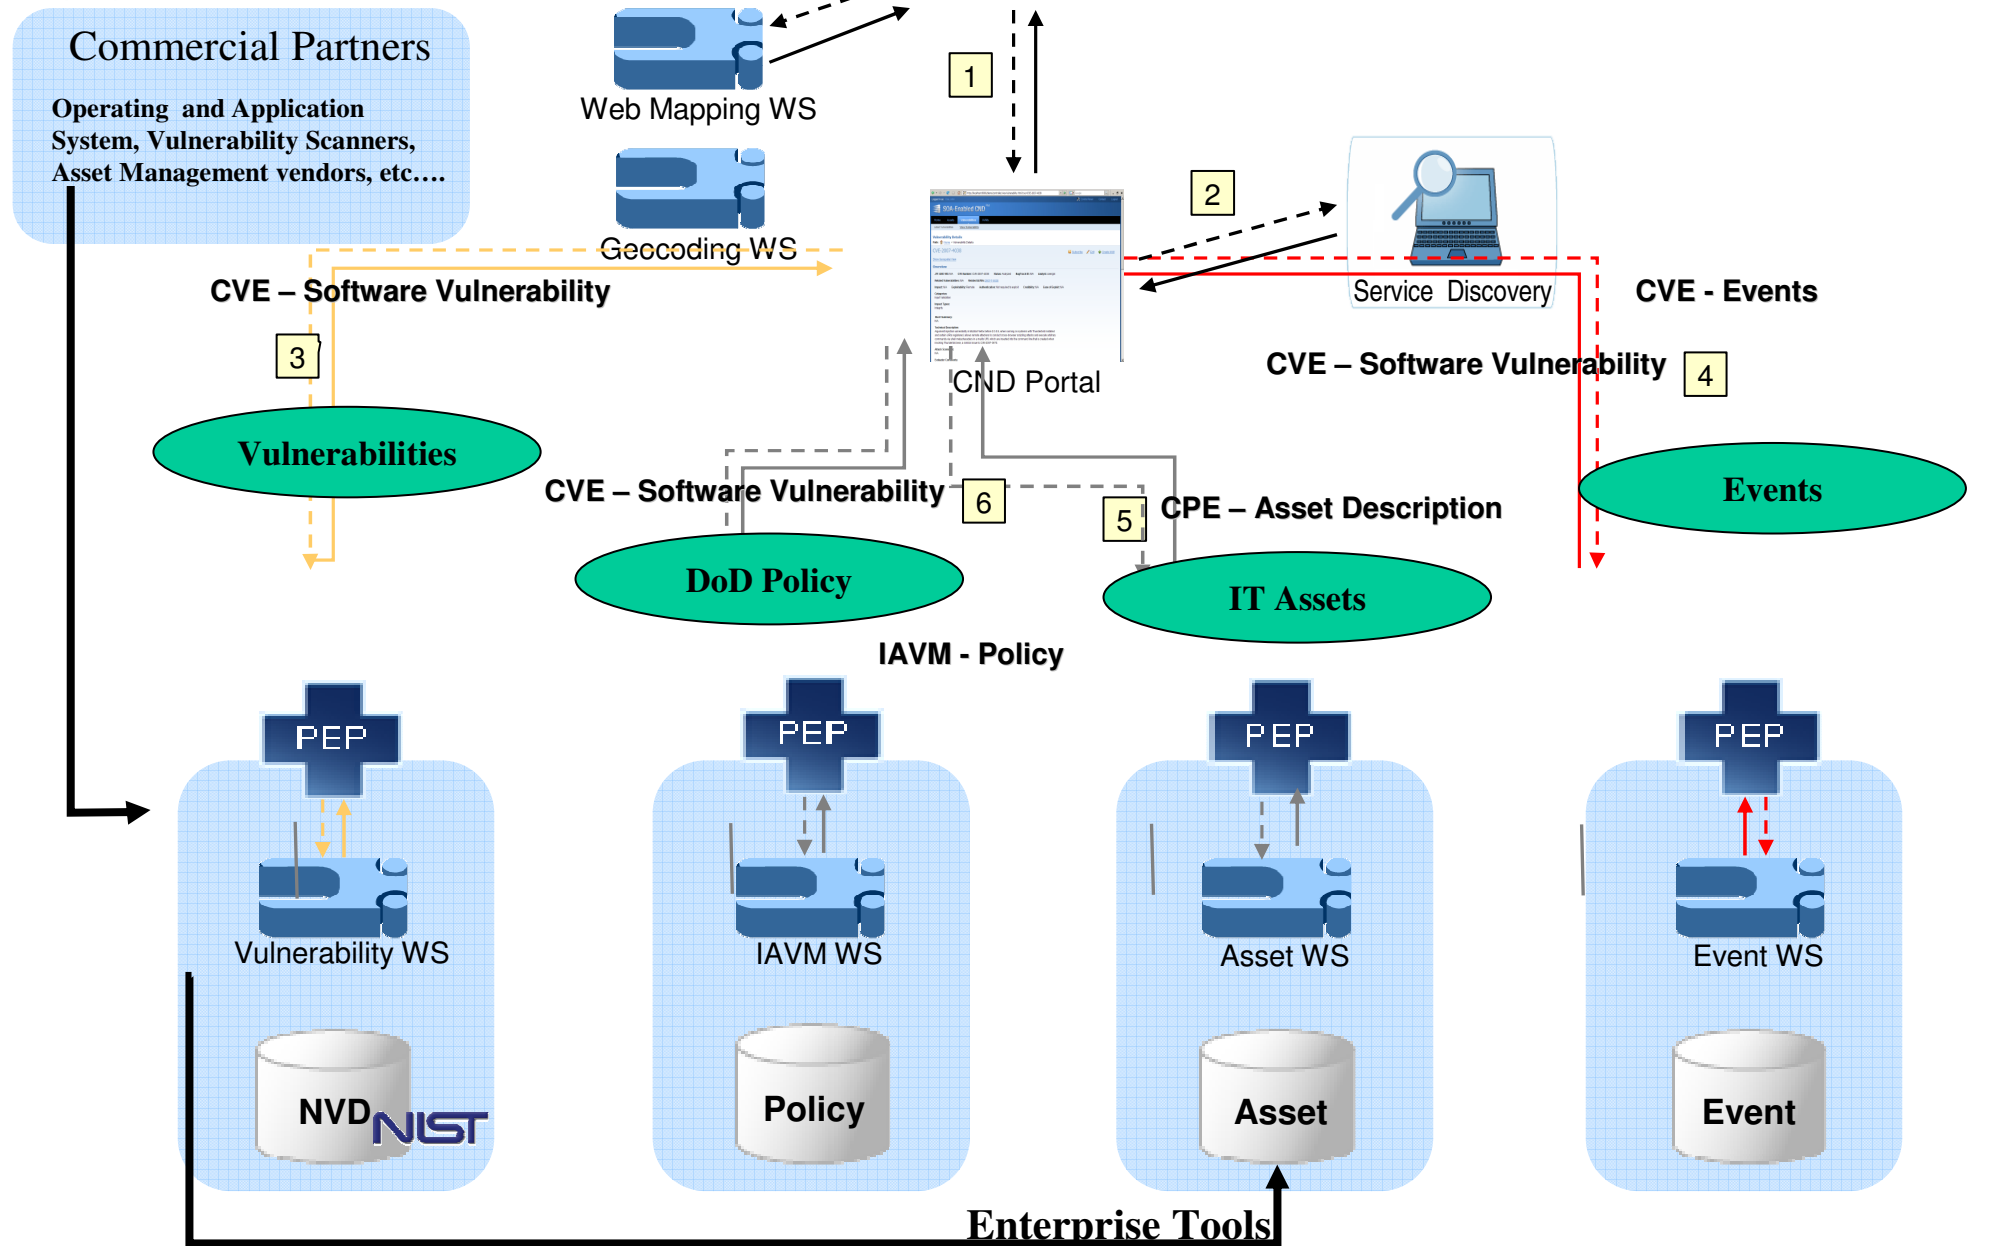 Commercial Partners
Operating and Application
System, Vulnerability Scanners,
Asset Management vendors, etc….
Web Mapping WS
Geocoding WS
1
2
SOA-Enabled CND
CND Portal
Service Discovery
CVE – Software Vulnerability
3
CVE - Events
CVE – Software Vulnerability
4
Vulnerabilities
CVE – Software Vulnerability
6
5
CPE – Asset Description
Events
DoD Policy
IT Assets
IAVM - Policy
PEP
PEP
PEP
PEP
Vulnerability WS
IAVM WS
Asset WS
Event WS
NVD
NIST
Policy
Asset
Event
Enterprise Tools